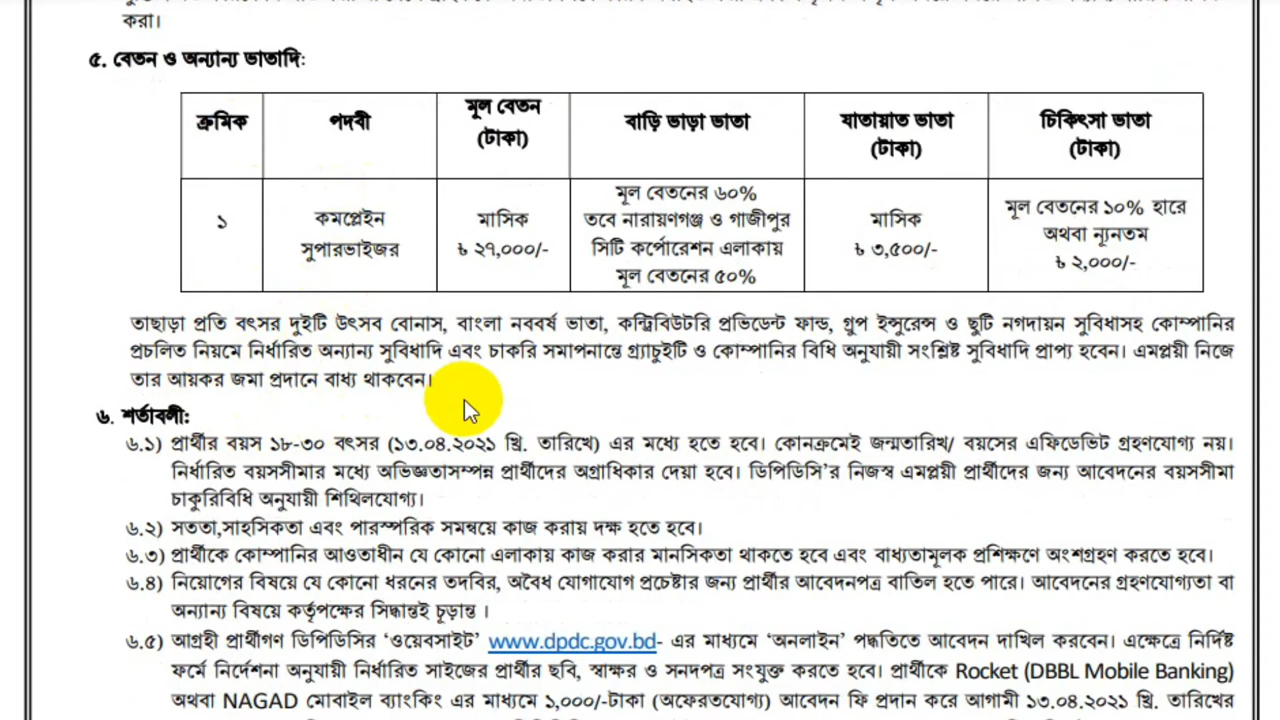 করা।
৫. বেতন ও অন্যান্য ভাতাদি:
ক্রমিক
পদবী
মূল বেতন
(টাকা)
বাড়ি ভাড়া ভাতা
যাতায়াত ভাতা
(টাকা)
চিকিৎসা ভাতা
(টাকা)
১
কমপ্লেইন
সুপারভাইজর
মাসিক
৳ ২৭,০০০/-
মূল বেতনের ৬০%
তবে নারায়ণগঞ্জ ও গাজীপুর
সিটি কর্পোরেশন এলাকায়
মূল বেতনের ৫০%
মাসিক
৳ ৩,৫০০/-
মূল বেতনের ১০% হারে
অথবা ন্যূনতম
৳ ২,০০০/-
তাছাড়া প্রতি বৎসর দুইটি উৎসব বোনাস, বাংলা নববর্ষ ভাতা, কন্ট্রিবিউটরি প্রভিডেন্ট ফান্ড, গ্রুপ ইন্সুরেন্স ও ছুটি নগদায়ন সুবিধাসহ কোম্পানির
প্রচলিত নিয়মে নির্ধারিত অন্যান্য সুবিধাদি এবং চাকরি সমাপনান্তে গ্র্যাচুইটি ও কোম্পানির বিধি অনুযায়ী সংশ্লিষ্ট সুবিধাদি প্রাপ্য হবেন। এমপ্লয়ী নিজে
তার আয়কর জমা প্রদানে বাধ্য থাকবেন।
৬. শর্তাবলী:
৬.১) প্রার্থীর বয়স ১৮-৩০ বৎসর (১৩.০৪.২০২১ খ্রি. তারিখে) এর মধ্যে হতে হবে। কোনক্রমেই জন্মতারিখ/ বয়সের এফিডেভিট গ্রহণযোগ্য নয়।
নির্ধারিত বয়সসীমার মধ্যে অভিজ্ঞতাসম্পন্ন প্রার্থীদের অগ্রাধিকার দেয়া হবে। ডিপিডিসি'র নিজস্ব এমপ্লয়ী প্রার্থীদের জন্য আবেদনের বয়সসীমা
চাকুরিবিধি অনুযায়ী শিথিলযোগ্য।
৬.২) সততা,সাহসিকতা এবং পারস্পরিক সমন্বয়ে কাজ করায় দক্ষ হতে হবে।
৬.৩) প্রার্থীকে কোম্পানির আওতাধীন যে কোনো এলাকায় কাজ করার মানসিকতা থাকতে হবে এবং বাধ্যতামূলক প্রশিক্ষণে অংশগ্রহণ করতে হবে।
৬.৪) নিয়োগের বিষয়ে যে কোনো ধরনের তদবির, অবৈধ যোগাযোগ প্রচেষ্টার জন্য প্রার্থীর আবেদনপত্র বাতিল হতে পারে। আবেদনের গ্রহণযোগ্যতা বা
অন্যান্য বিষয়ে কর্তৃপক্ষের সিদ্ধান্তই চূড়ান্ত ।
৬.৫) আগ্রহী প্রার্থীগণ ডিপিডিসির ‘ওয়েবসাইট’ www.dpdc.gov.bd- এর মাধ্যমে ‘অনলাইন’ পদ্ধতিতে আবেদন দাখিল করবেন। এক্ষেত্রে নির্দিষ্ট
ফর্মে নির্দেশনা অনুযায়ী নির্ধারিত সাইজের প্রার্থীর ছবি, স্বাক্ষর ও সনদপত্র সংযুক্ত করতে হবে। প্রার্থীকে Rocket (DBBL Mobile Banking)
অথবা NAGAD মোবাইল ব্যাংকিং এর মাধ্যমে ১,০০০/-টাকা (অফেরতযোগ্য) আবেদন ফি প্রদান করে আগামী ১৩.০৪.২০২১ খ্রি. তারিখের